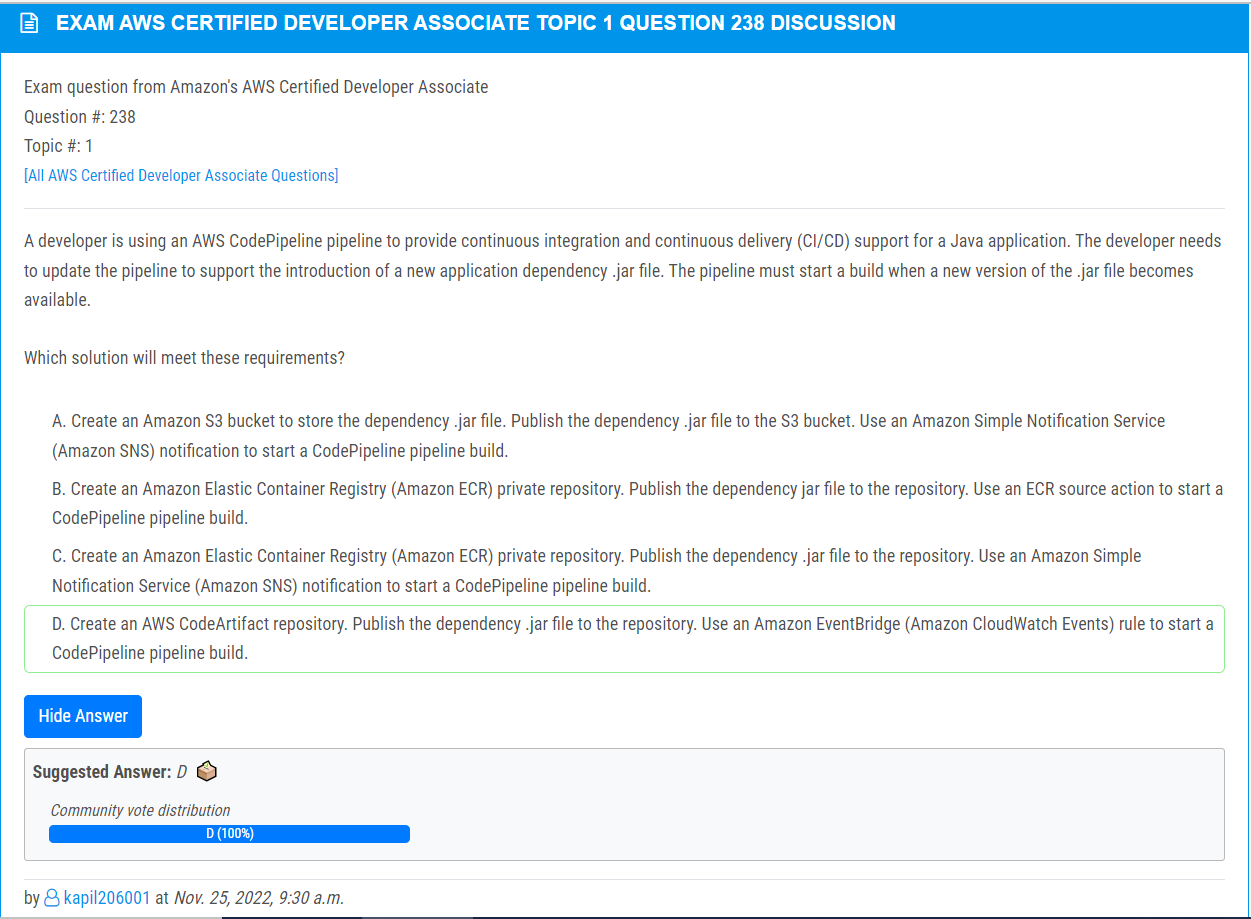 EXAM AWS CERTIFIED DEVELOPER ASSOCIATE TOPIC 1 QUESTION 238 DISCUSSION
Exam question from Amazon's AWS Certified Developer Associate
Question #: 238
Topic #: 1
[All AWS Certified Developer Associate Questions]
A developer is using an AWS CodePipeline pipeline to provide continuous integration and continuous delivery (CI/CD) support for a Java application. The developer needs
to update the pipeline to support the introduction of a new application dependency .jar file. The pipeline must start a build when a new version of the .jar file becomes
available.
Which solution will meet these requirements?
A. Create an Amazon S3 bucket to store the dependency .jar file. Publish the dependency .jar file to the S3 bucket. Use an Amazon Simple Notification Service
(Amazon SNS) notification to start a CodePipeline pipeline build.
B. Create an Amazon Elastic Container Registry (Amazon ECR) private repository. Publish the dependency jar file to the repository. Use an ECR source action to start a
CodePipeline pipeline build.
C. Create an Amazon Elastic Container Registry (Amazon ECR) private repository. Publish the dependency .jar file to the repository. Use an Amazon Simple
Notification Service (Amazon SNS) notification to start a CodePipeline pipeline build.
D. Create an AWS CodeArtifact repository. Publish the dependency .jar file to the repository. Use an Amazon EventBridge (Amazon CloudWatch Events) rule to start a
CodePipeline pipeline build.
Hide Answer
Suggested Answer: D
Community vote distribution
D (100%)
by kapil206001 at Nov. 25, 2022, 9:30 a.m.